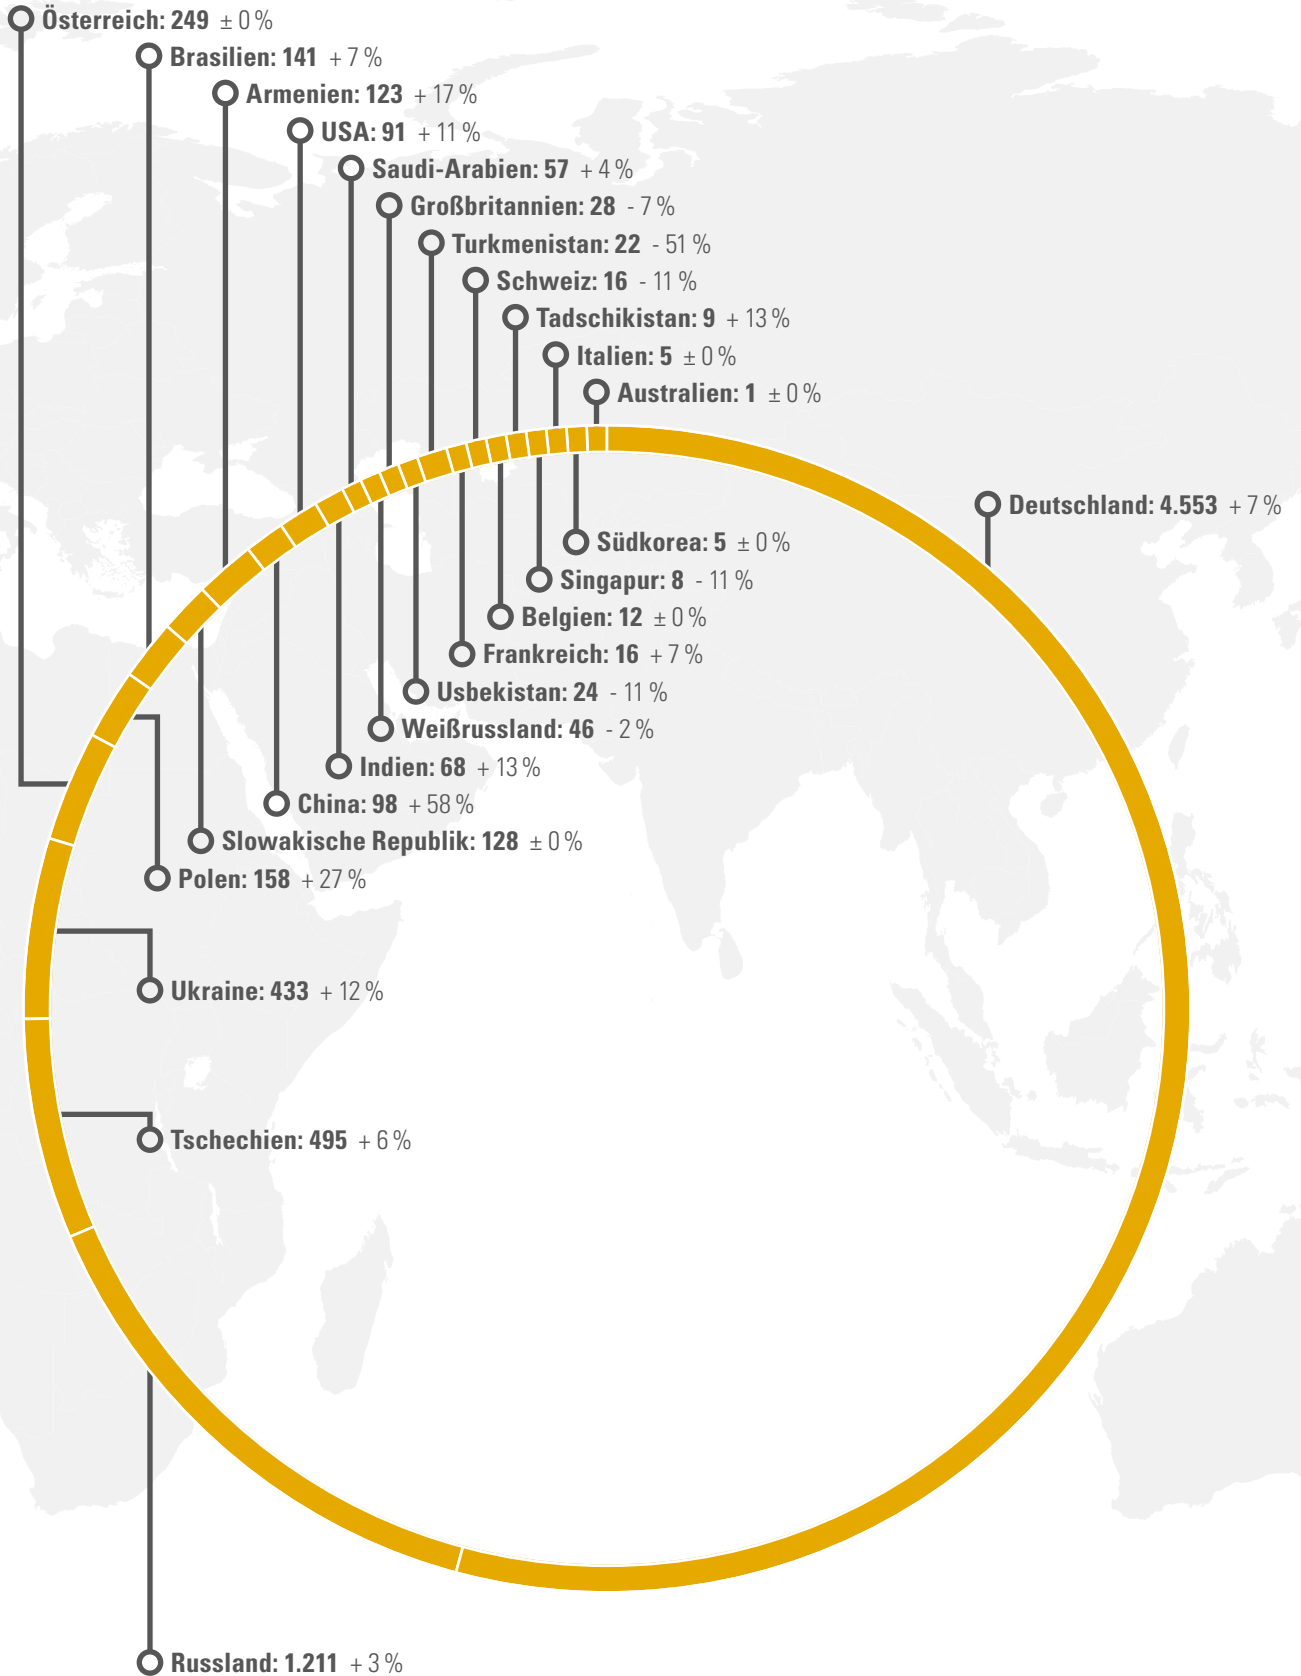 Österreich: 249 ± 0 %
Brasilien: 141 + 7 %
Armenien: 123 + 17 %
USA: 91 + 11 %
Saudi-Arabien: 57 + 4 %
Großbritannien: 28 - 7 %
Turkmenistan: 22 - 51 %
Schweiz: 16 - 11 %
Tadschikistan: 9 + 13 %
Italien: 5 ± 0 %
Australien: 1 ± 0 %
Deutschland: 4.553 + 7 %
Südkorea: 5 ± 0 %
Singapur: 8 - 11 %
Belgien: 12 ± 0 %
Frankreich: 16 + 7 %
Usbekistan: 24 - 11 %
Weißrussland: 46 - 2 %
Indien: 68 + 13 %
China: 98 + 58 %
Slowakische Republik: 128 ± 0 %
Polen: 158 + 27 %
Ukraine: 433 + 12 %
Tschechien: 495 + 6 %
Russland: 1.211 + 3 %